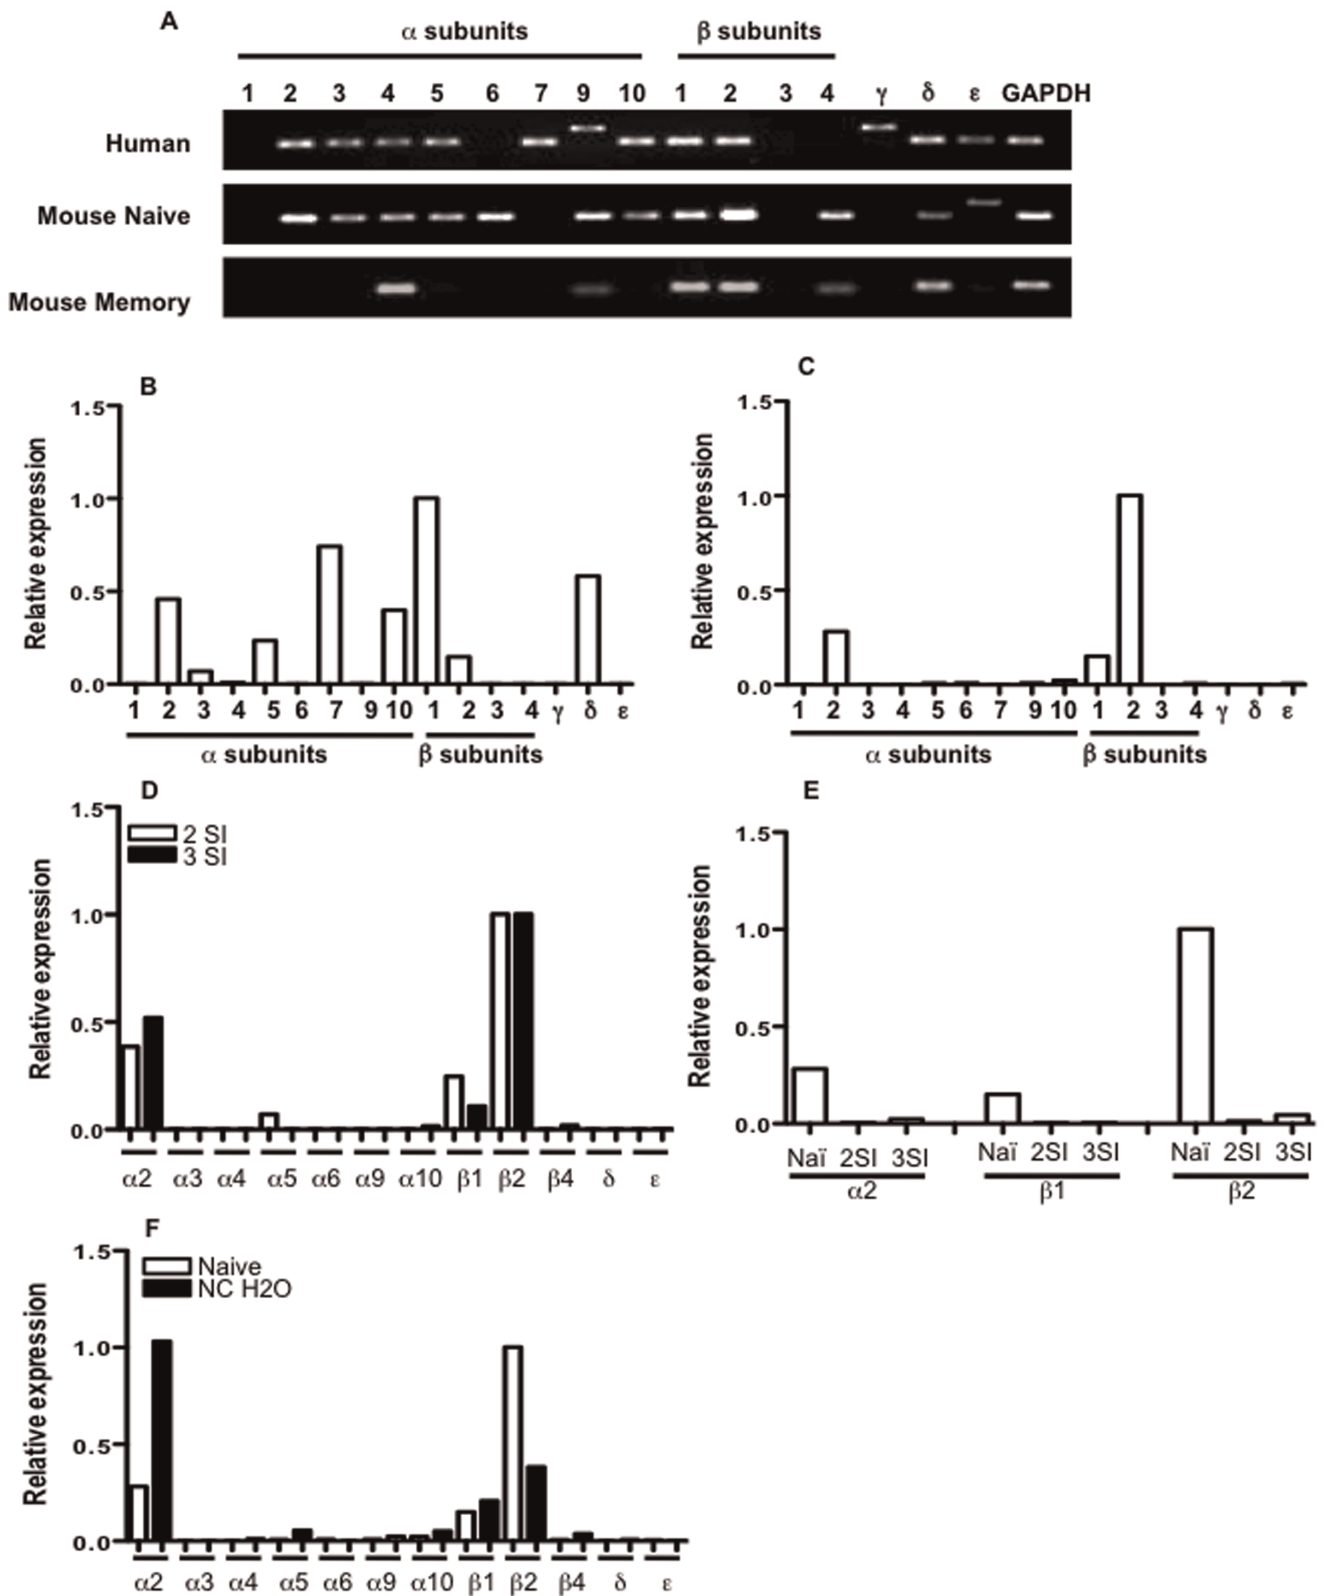 A
α subunits β subunits
1 2 3 4 5 6 7 9 10 1 2 3 4 γ δ ε GAPDH
Human
Mouse Naive
Mouse Memory
B
Relative expression
1.5
1.0
0.5
0.0
1 2 3 4 5 6 7 9 10 1 2 3 4 γ δ ε
α subunits β subunits
C
Relative expression
1.5
1.0
0.5
0.0
1 2 3 4 5 6 7 9 10 1 2 3 4 γ δ ε
α subunits β subunits
D
2 SI
3 SI
Relative expression
1.5
1.0
0.5
0.0
α2 α3 α4 α5 α6 α9 α10 β1 β2 β4 δ ε
E
Relative expression
1.5
1.0
0.5
0.0
Naï 2SI 3SI Naï 2SI 3SI Naï 2SI 3SI
α2 β1 β2
F
Naive
NC H2O
Relative expression
1.5
1.0
0.5
0.0
α2 α3 α4 α5 α6 α9 α10 β1 β2 β4 δ ε